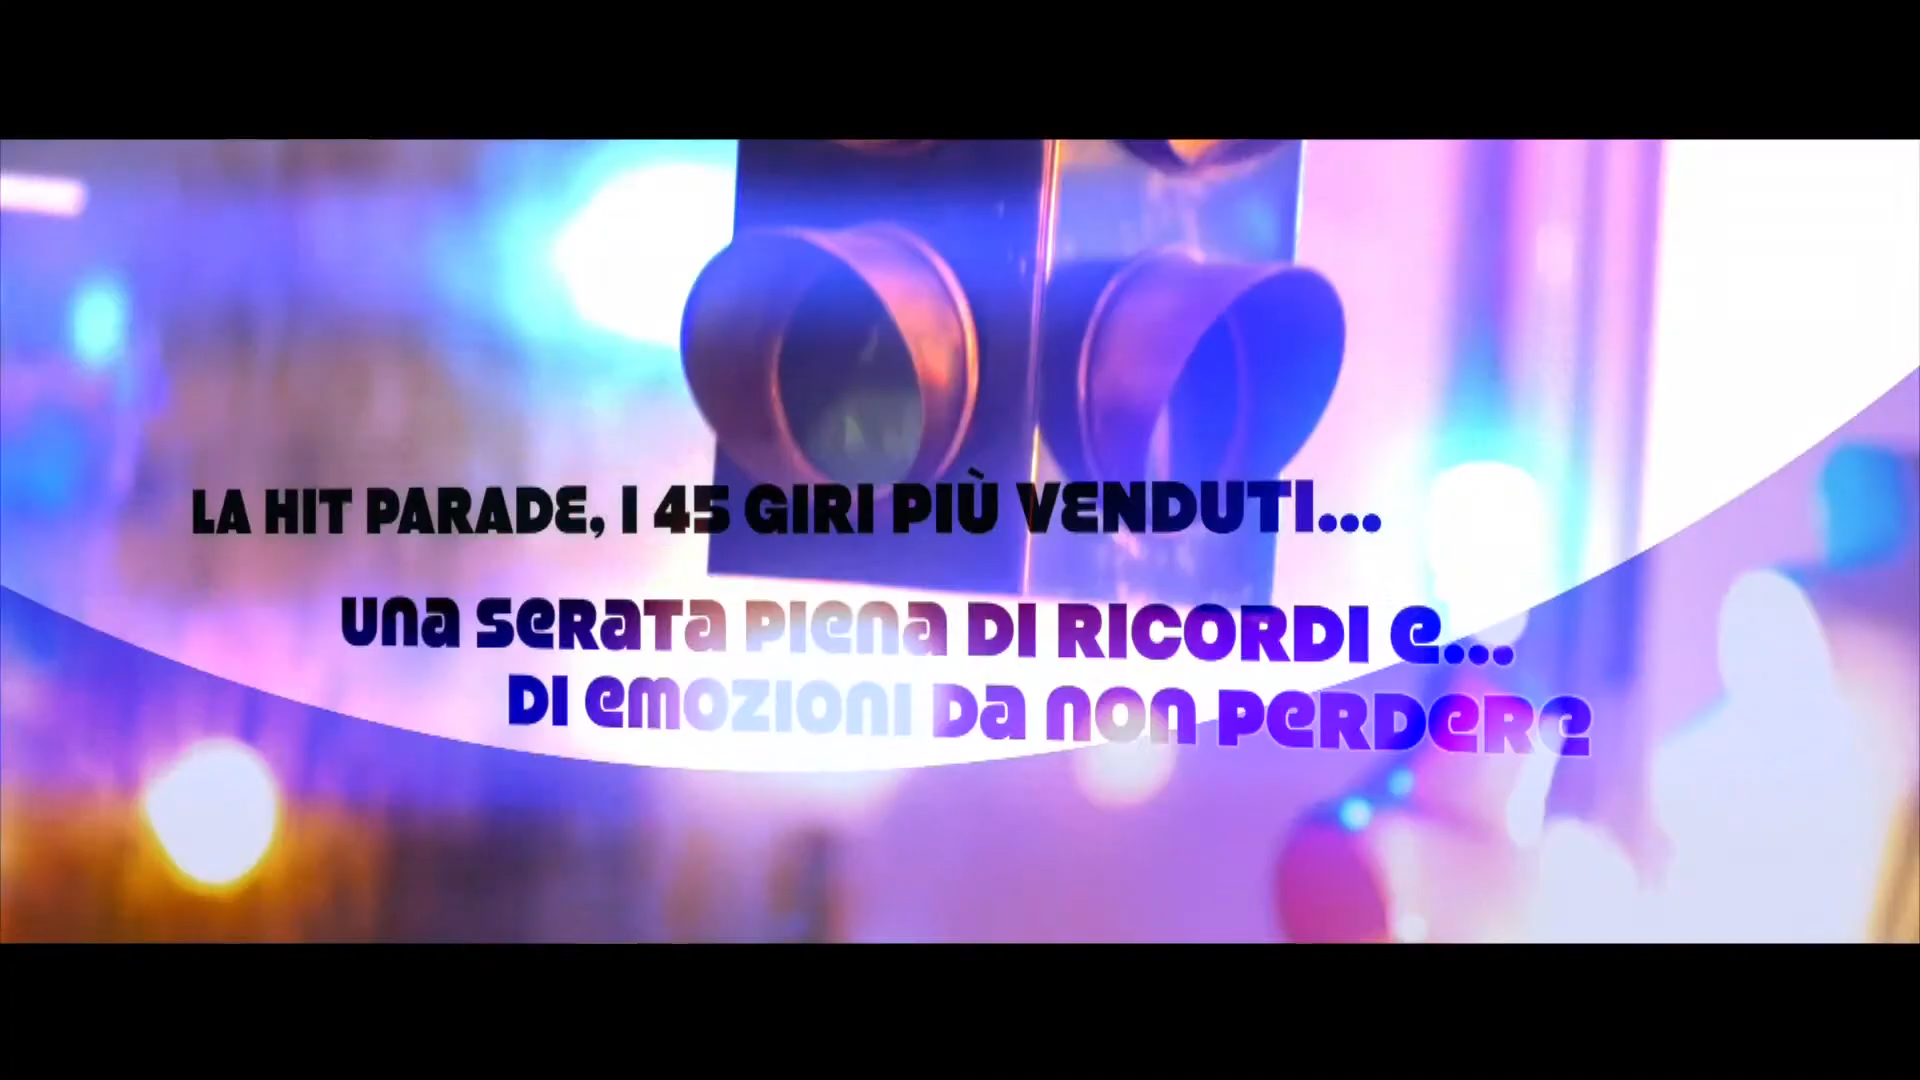 LA HIT PARADE, I 45 GIRI PIÙ VENDUTI...
UNA SERATA PIENA DI RICORDI E...
DI EMOZIONI DA NON PERDERE